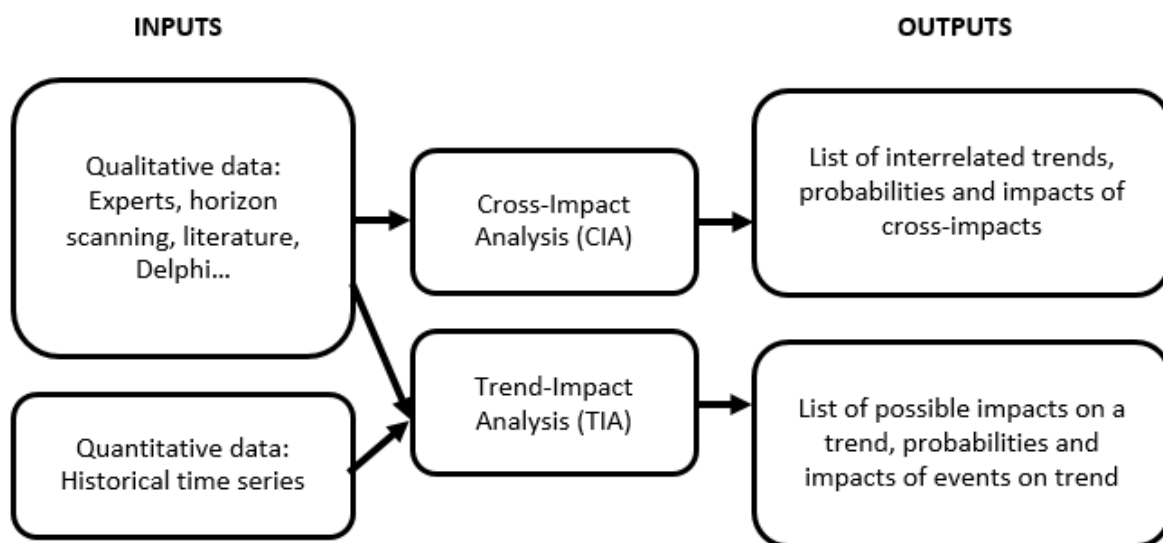 INPUTS
OUTPUTS
Qualitative data:
Experts, horizon
scanning, literature,
Delphi...
Cross-Impact
Analysis (CIA)
List of interrelated trends,
probabilities and impacts of
cross-impacts
Quantitative data:
Historical time series
Trend-Impact
Analysis (TIA)
List of possible impacts on a
trend, probabilities and
impacts of events on trend